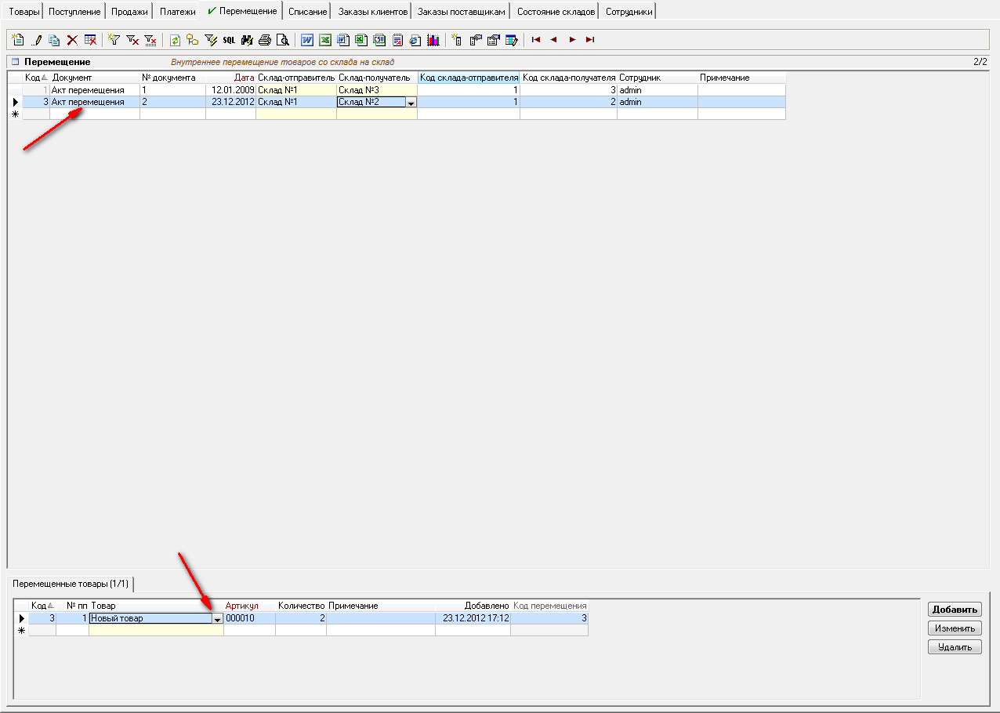 Товары Поступление Продажи Платежи Перемещение Списание Заказы клиентов Заказы поставщикам Состояние складов Сотрудники
SQL W W CSV
Перемещение Внутреннее перемещение товаров со склада на склад 2/2
Код Документ № документа Дата Склад-отправитель Склад-получатель Код склада-отправителя Код склада-получателя Сотрудник Примечание
1 Акт перемещения 1 12.01.2009 Склад №1 Склад №3 1 3 admin
3 Акт перемещения 2 23.12.2012 Склад №1 Склад №2 1 2 admin
Перемещенные товары (1/1)
Код № пп Товар Артикул Количество Примечание Добавлено Код перемещения
3 1 Новый товар 000010 2 23.12.2012 17:12 3
Добавить
Изменить
Удалить